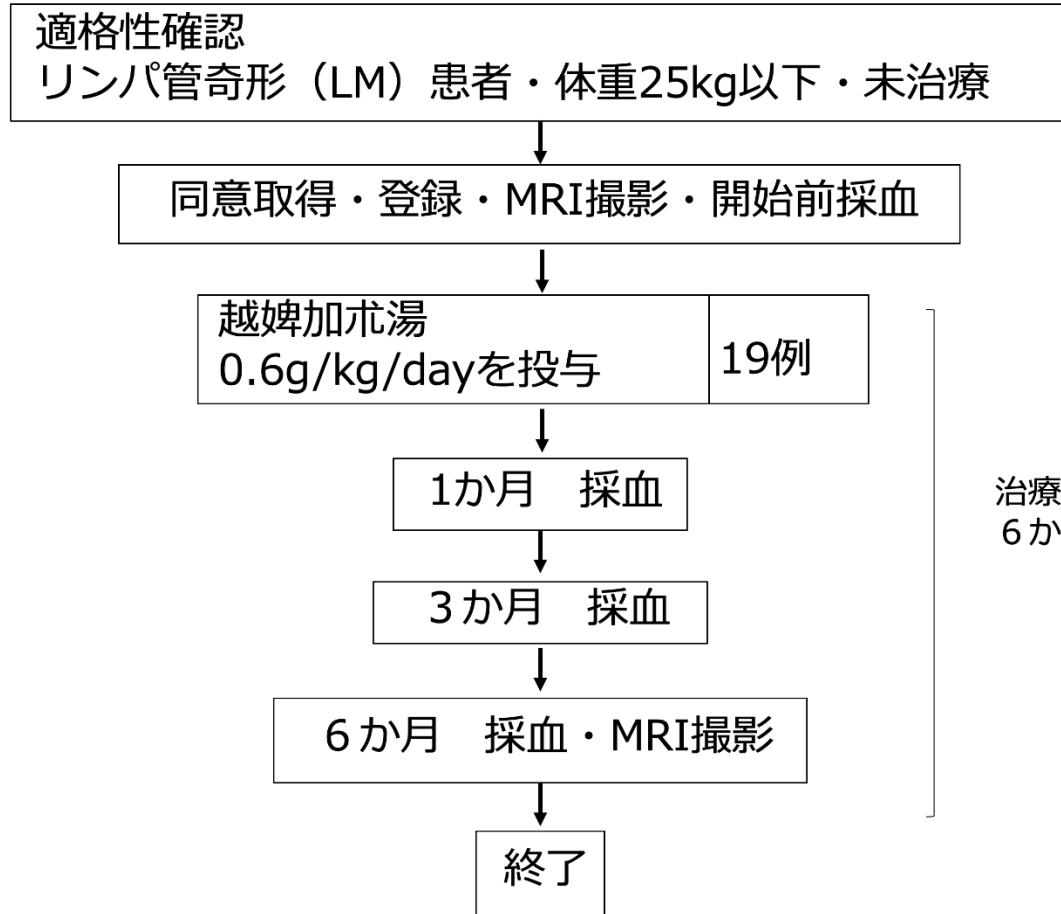 適格性確認
リンパ管奇形（LM）患者・体重25kg以下・未治療
同意取得・登録・MRI撮影・開始前採血
越婢加朮湯
0.6g/kg/dayを投与
19例
1か月　採血
３か月　採血
６か月　採血・MRI撮影
治療
６か
終了